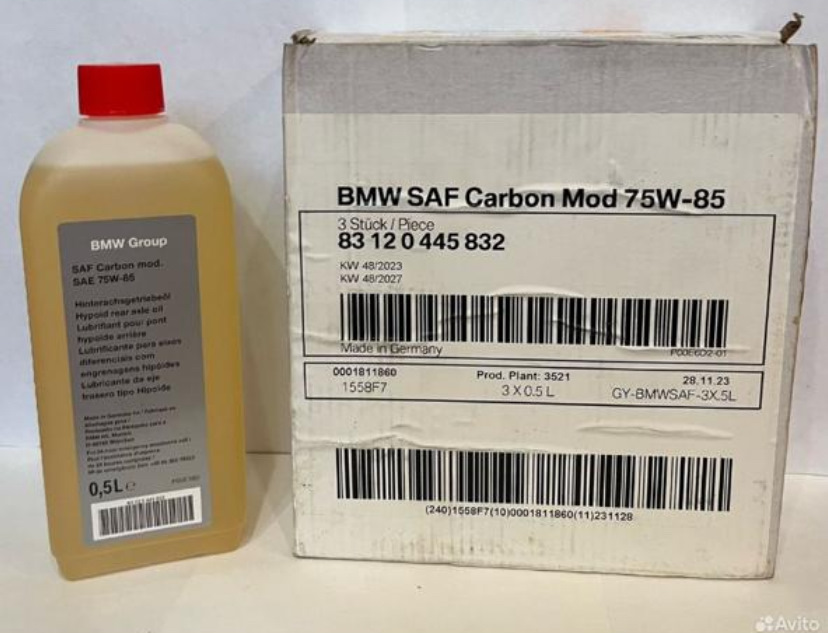 BMW Group
SAF Carbon mod.
SAE 75W-85
Hinterachsgetriebeöl
Hypoid rear axle oil
Lubrifiant pour pont
hypoïde arrière
Lubrificante para eixos
diferenciais com
engrenagens hipóides
Lubricante de eje
trasero tipo Hipoide
0,5L℮
BMW SAF Carbon Mod 75W-85
3 Stück / Piece
83 12 0 445 832
KW 48/2023
KW 48/2027
Made in Germany
0001811860
Prod. Plant: 3521
28.11.23
1558F7
3 X 0.5 L
GY-BMWSAF-3X.5L
(240)1558F7(10)0001811860(11)231128
Avito